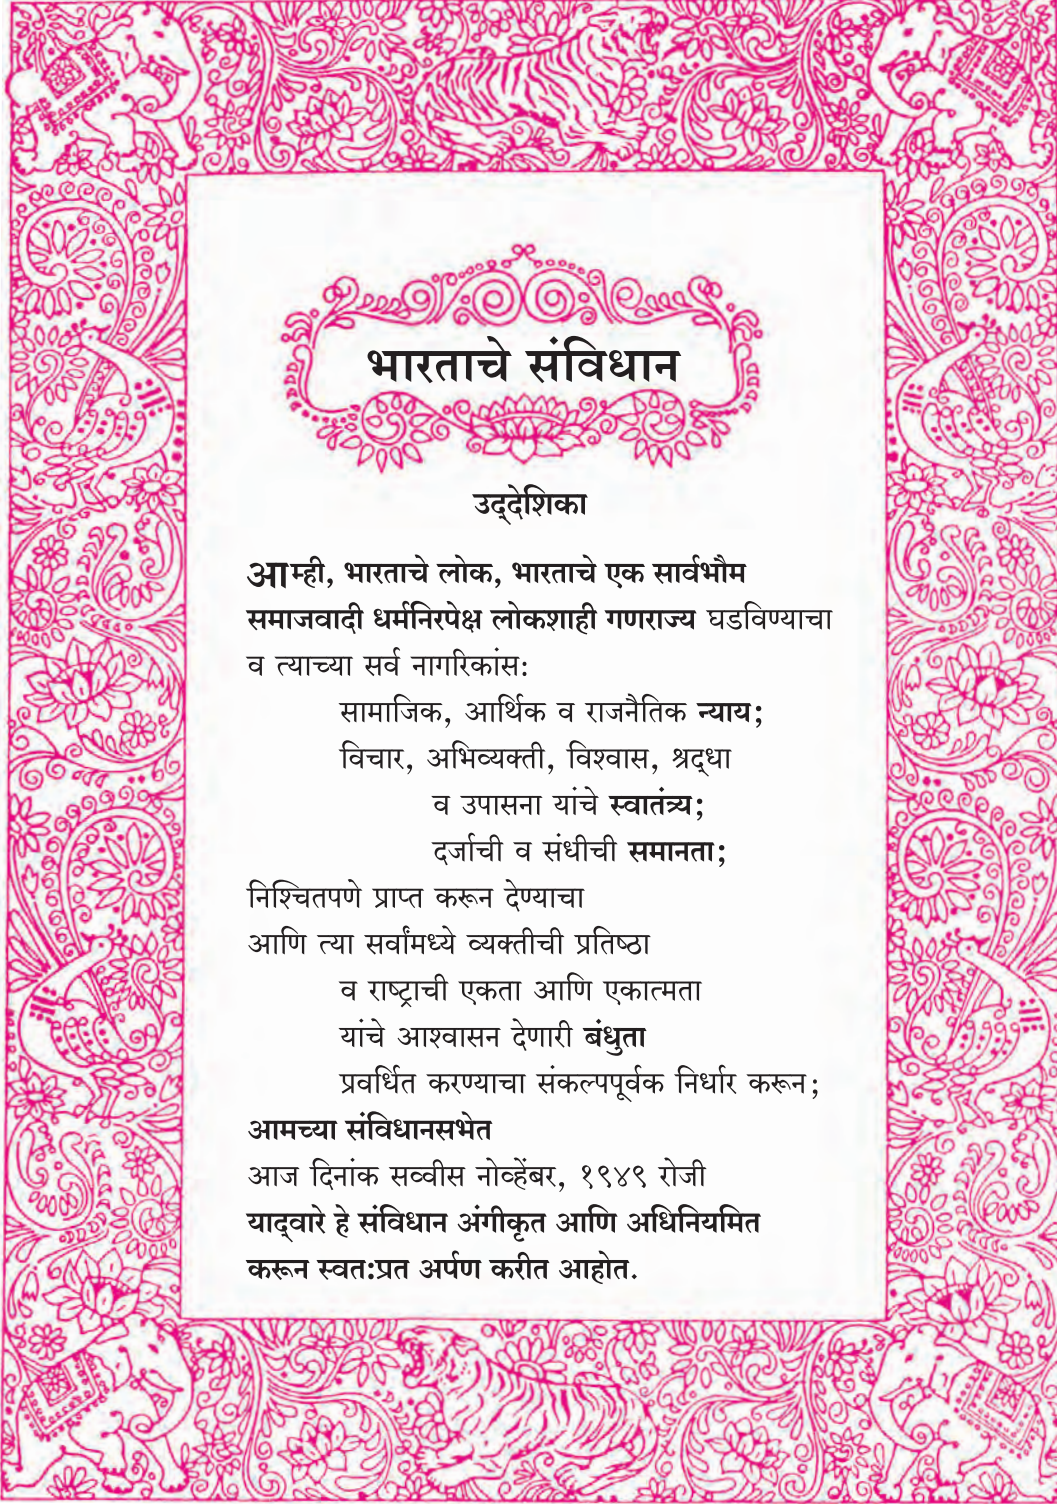 भारताचे संविधान
उद्‌देशिका
आम्ही, भारताचे लोक, भारताचे एक सार्वभौम
समाजवादी धर्मनिरपेक्ष लोकशाही गणराज्य घडविण्याचा
व त्याच्या सर्व नागरिकांस:
सामाजिक, आर्थिक व राजनैतिक न्याय;
विचार, अभिव्यक्ती, विश्वास, श्रद्‌धा
व उपासना यांचे स्वातंत्र्य;
दर्जाची व संधीची समानता;
निश्चितपणे प्राप्त करून देण्याचा
आणि त्या सर्वांमध्ये व्यक्तीची प्रतिष्ठा
व राष्ट्राची एकता आणि एकात्मता
यांचे आश्वासन देणारी बंधुता
प्रवर्धित करण्याचा संकल्पपूर्वक निर्धार करून;
आमच्या संविधानसभेत
आज दिनांक सव्वीस नोव्हेंबर, १९४९ रोजी
याद्‌वारे हे संविधान अंगीकृत आणि अधिनियमित
करून स्वत:प्रत अर्पण करीत आहोत.